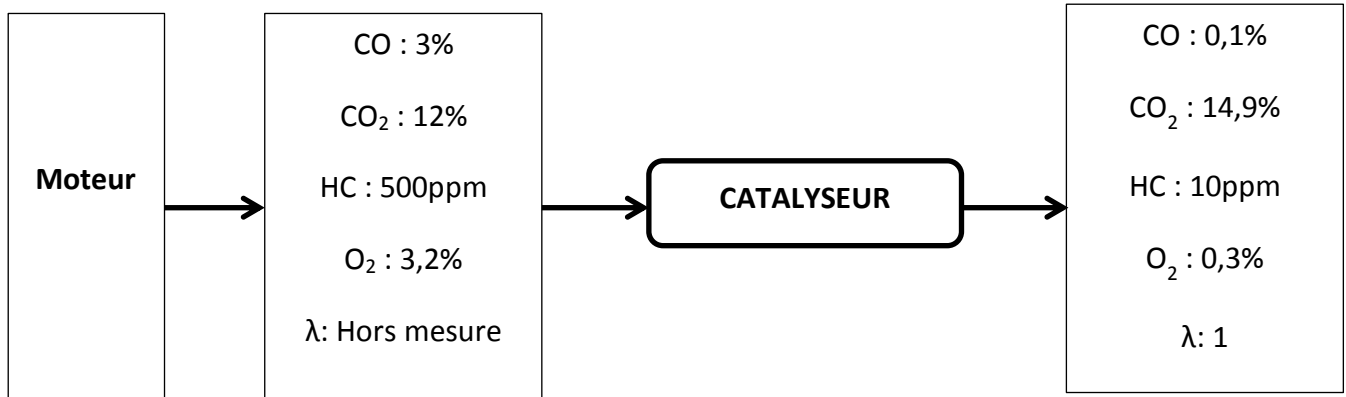 Moteur
CO : 3%
CO₂ : 12%
HC : 500ppm
O₂ : 3,2%
λ: Hors mesure
CATALYSEUR
CO : 0,1%
CO₂ : 14,9%
HC : 10ppm
O₂ : 0,3%
λ: 1